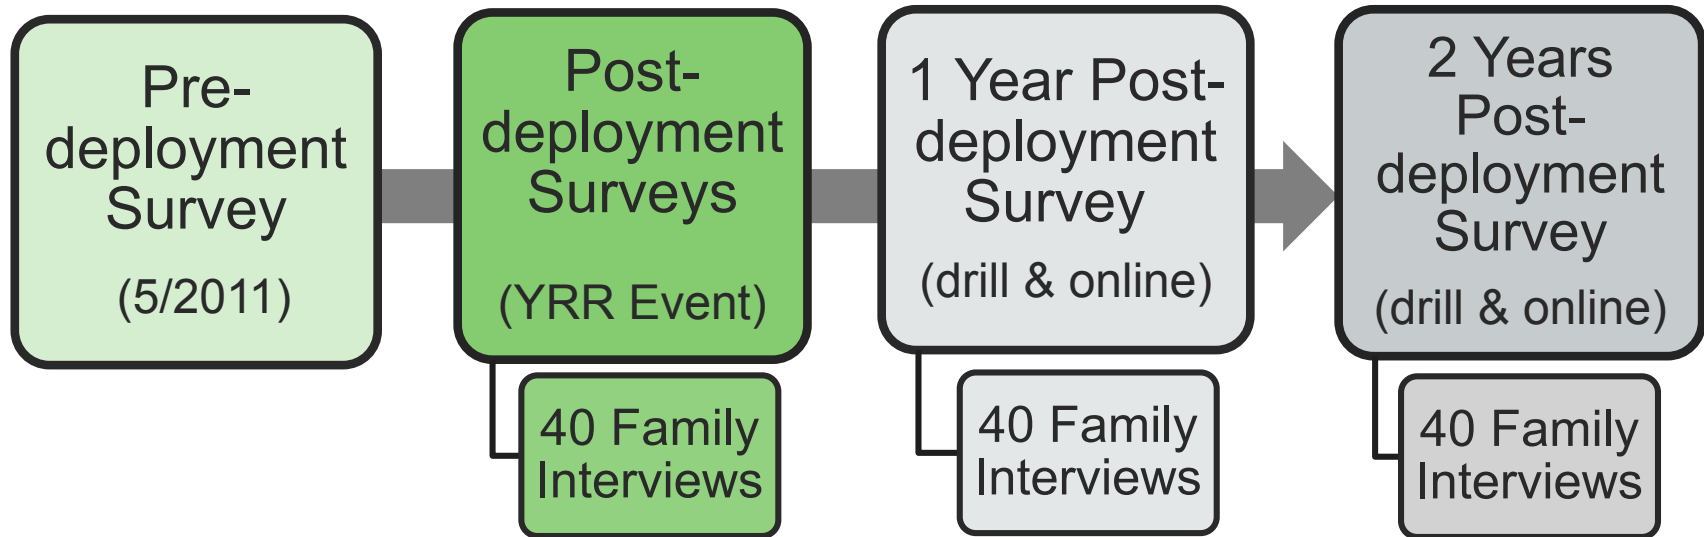 Pre-
deployment
Survey
(5/2011)
Post-
deployment
Surveys
(YRR Event)
1 Year Post-
deployment
Survey
(drill & online)
2 Years
Post-
deployment
Survey
(drill & online)
40 Family
Interviews
40 Family
Interviews
40 Family
Interviews